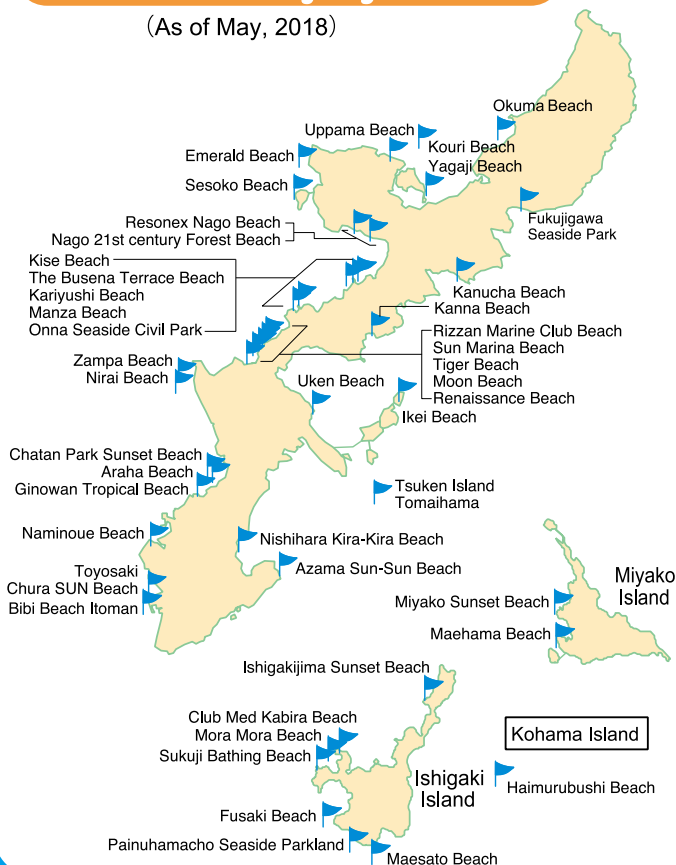 (As of May, 2018)
Okuma Beach
Uppama Beach
Kouri Beach
Yagaji Beach
Emerald Beach
Sesoko Beach
Fukujigawa
Seaside Park
Resonex Nago Beach
Nago 21st century Forest Beach
Kise Beach
The Busena Terrace Beach
Kariyushi Beach
Manza Beach
Onna Seaside Civil Park
Kanucha Beach
Kanna Beach
Rizzan Marine Club Beach
Sun Marina Beach
Tiger Beach
Moon Beach
Renaissance Beach
Zampa Beach
Nirai Beach
Uken Beach
Ikei Beach
Chatan Park Sunset Beach
Araha Beach
Ginowan Tropical Beach
Tsuken Island
Tomaihama
Naminoue Beach
Nishihara Kira-Kira Beach
Azama Sun-Sun Beach
Toyosaki
Chura SUN Beach
Bibi Beach Itoman
Miyako
Island
Miyako Sunset Beach
Maehama Beach
Ishigakijima Sunset Beach
Club Med Kabira Beach
Mora Mora Beach
Sukuji Bathing Beach
Kohama Island
Haimurubushi Beach
Ishigaki
Island
Fusaki Beach
Painuhamacho Seaside Parkland
Maesato Beach